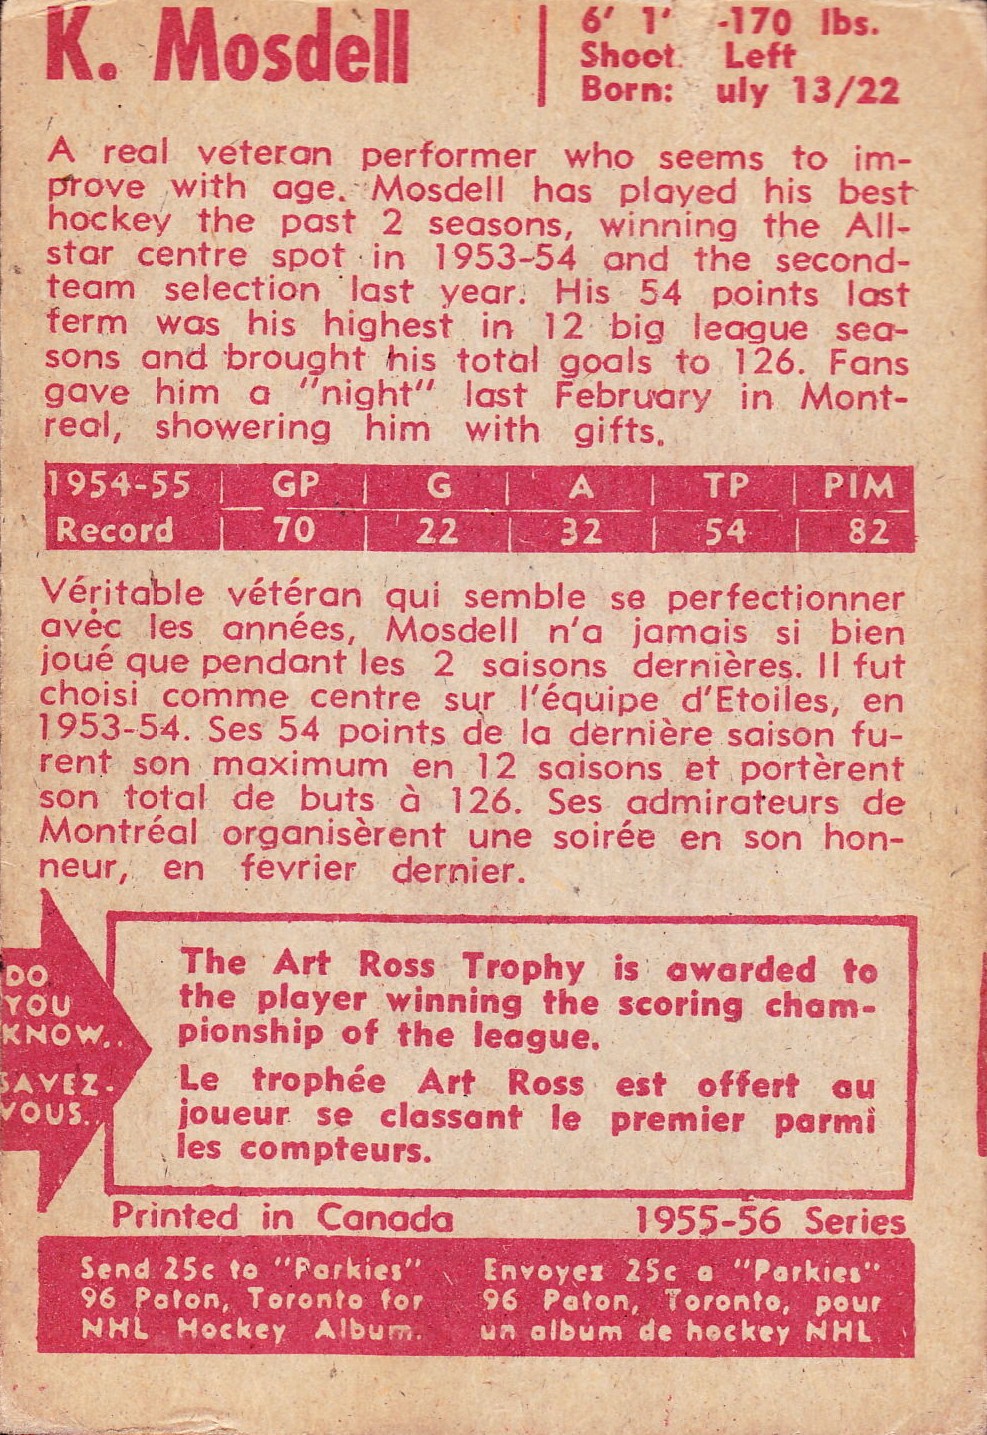 K. Mosdell
6' 1' -170 lbs.
Shoot. Left
Born: uly 13/22
A real veteran performer who seems to im-
prove with age. Mosdell has played his best
hockey the past 2 seasons, winning the All-
star centre spot in 1953-54 and the second-
team selection last year. His 54 points last
ferm was his highest in 12 big league sea-
sons and brought his total goals to 126. Fans
gave him a "night" last February in Mont-
real, showering him with gifts.
1954-55 GP G A TP PIM
Record 70 22 32 54 82
Véritable vétéran qui semble se perfectionner
avec les années, Mosdell n'a jamais si bien
joué que pendant les 2 saisons dernières. Il fut
choisi comme centre sur l'équipe d'Etoiles, en
1953-54. Ses 54 points de la dernière saison fu-
rent son maximum en 12 saisons et portèrent
son total de buts à 126. Ses admirateurs de
Montréal organisèrent une soirée en son hon-
neur, en février dernier.
DO
YOU
KNOW..
SAVEZ-
VOUS..
The Art Ross Trophy is awarded to
the player winning the scoring cham-
pionship of the league.
Le trophée Art Ross est offert au
joueur se classant le premier parmi
les compteurs.
Printed in Canada 1955-56 Series
Send 25c to "Parkies"
96 Paton, Toronto for
NHL Hockey Album.
Envoyez 25c a "Parkies"
96 Paton, Toronto, pour
un album de hockey NHL